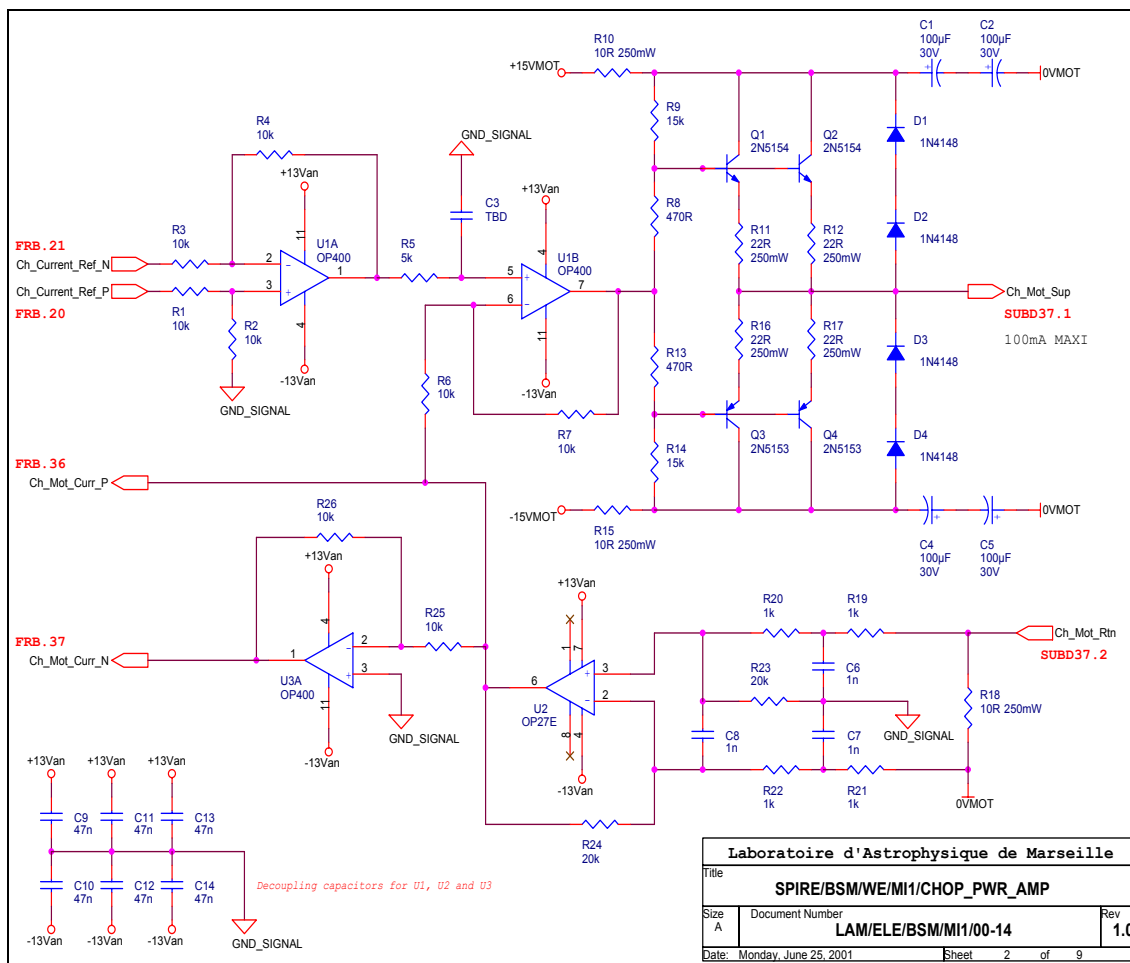 C1
100µF
30V
C2
100µF
30V
R10
10R 250mW
+15VMOT
0VMOT
R9
15k
D1
1N4148
R4
10k
GND_SIGNAL
Q1
2N5154
Q2
2N5154
+13Van
+13Van
C3
TBD
R8
470R
R11
22R
250mW
R12
22R
250mW
D2
1N4148
FRB.21
Ch_Current_Ref_N
R3
10k
11
U1A
OP400
2
3
1
4
R5
5k
4
U1B
OP400
5
6
7
11
Ch_Current_Ref_P
FRB.20
R1
10k
R2
10k
-13Van
GND_SIGNAL
-13Van
Ch_Mot_Sup
SUBD37.1
100mA MAXI
R16
22R
250mW
R17
22R
250mW
D3
1N4148
R13
470R
R6
10k
R7
10k
Q3
2N5153
Q4
2N5153
D4
1N4148
R14
15k
FRB.36
Ch_Mot_Curr_P
-15VMOT
R15
10R 250mW
0VMOT
C4
100µF
30V
C5
100µF
30V
R26
10k
+13Van
+13Van
R25
10k
4
2
3
1
U3A
OP400
11
FRB.37
Ch_Mot_Curr_N
GND_SIGNAL
-13Van
1
7
3
2
6
U2
OP27E
8
4
-13Van
R20
1k
R19
1k
Ch_Mot_Rtn
SUBD37.2
R23
20k
C6
1n
R18
10R 250mW
C8
1n
C7
1n
GND_SIGNAL
R22
1k
R21
1k
0VMOT
R24
20k
+13Van
+13Van
+13Van
C9
47n
C11
47n
C13
47n
C10
47n
C12
47n
C14
47n
Decoupling capacitors for U1, U2 and U3
-13Van
-13Van
-13Van
GND_SIGNAL
Laboratoire d'Astrophysique de Marseille
Title
SPIRE/BSM/WE/MI1/CHOP_PWR_AMP
Size
A
Document Number
LAM/ELE/BSM/MI1/00-14
Rev
1.0
Date: Monday, June 25, 2001
Sheet 2 of 9